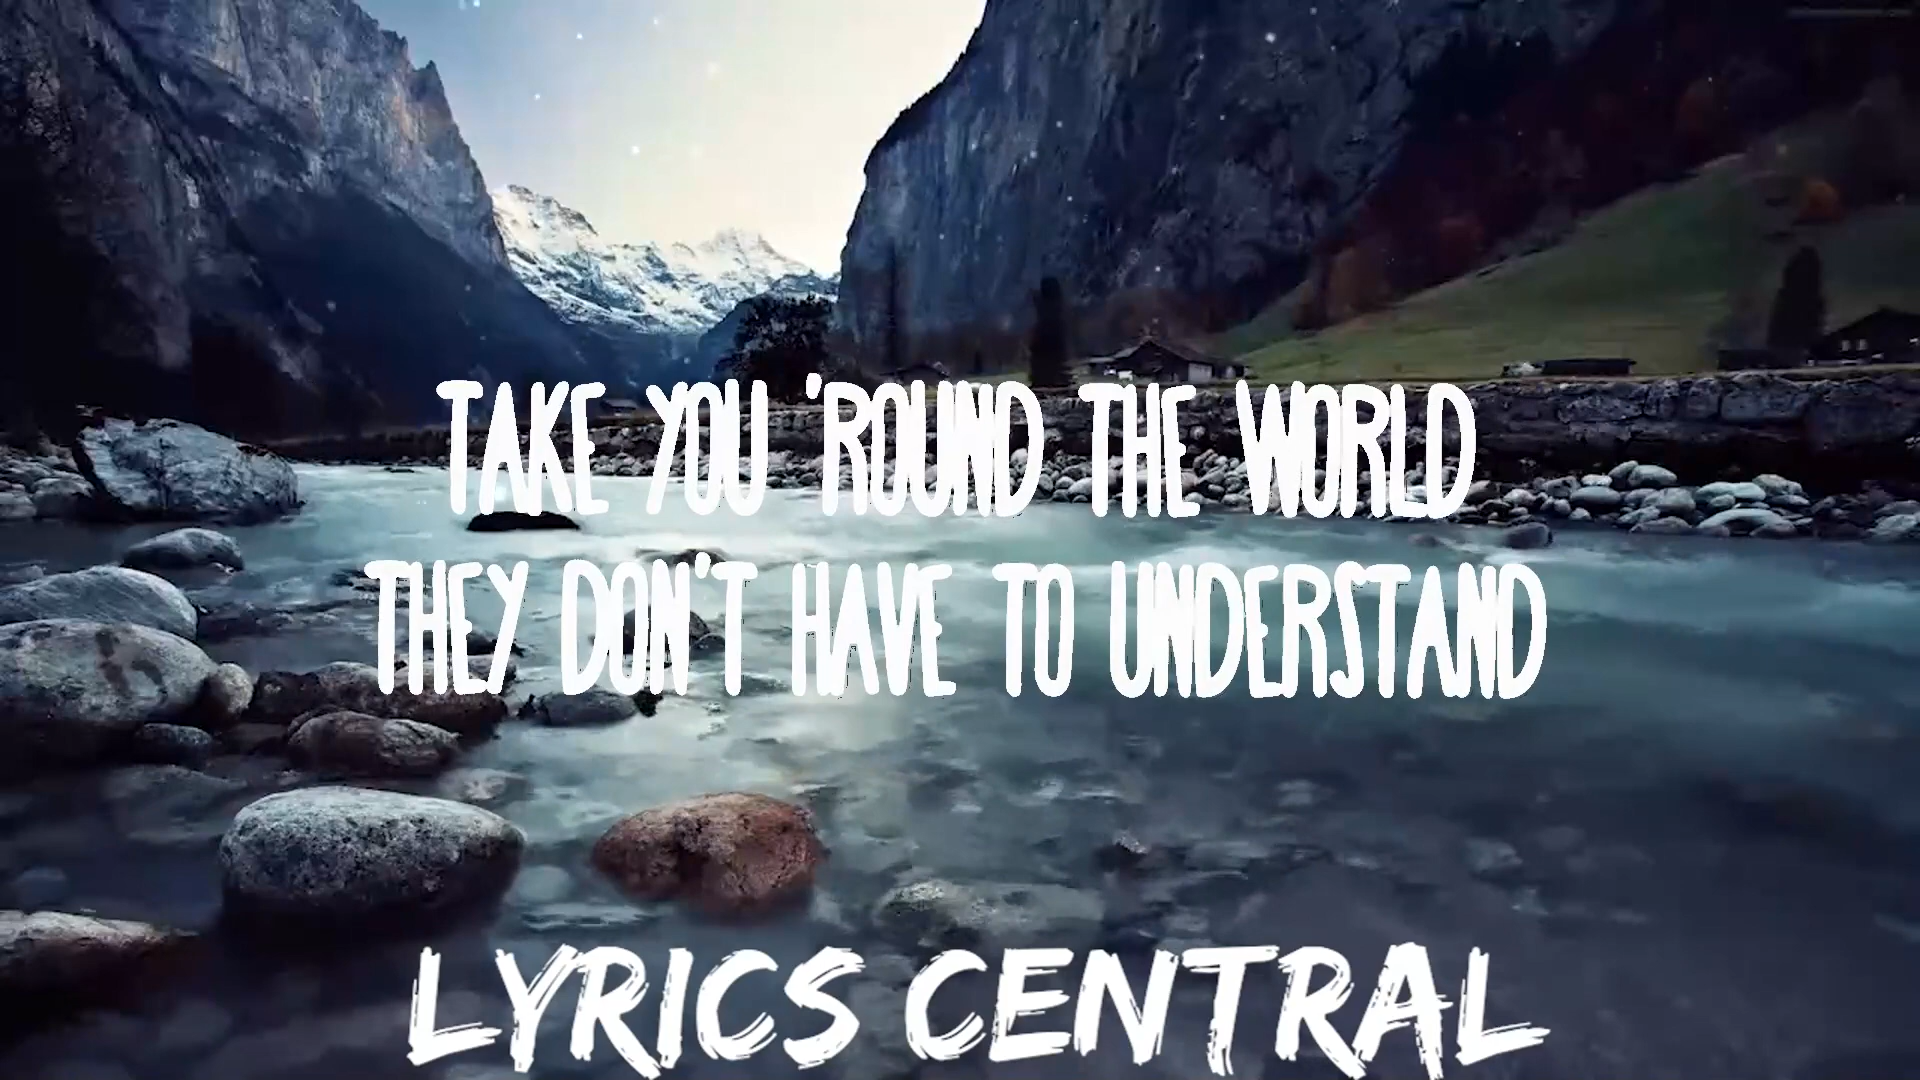 TAKE YOU 'ROUND THE WORLD
THEY DON'T HAVE TO UNDERSTAND
LYRICS CENTRAL